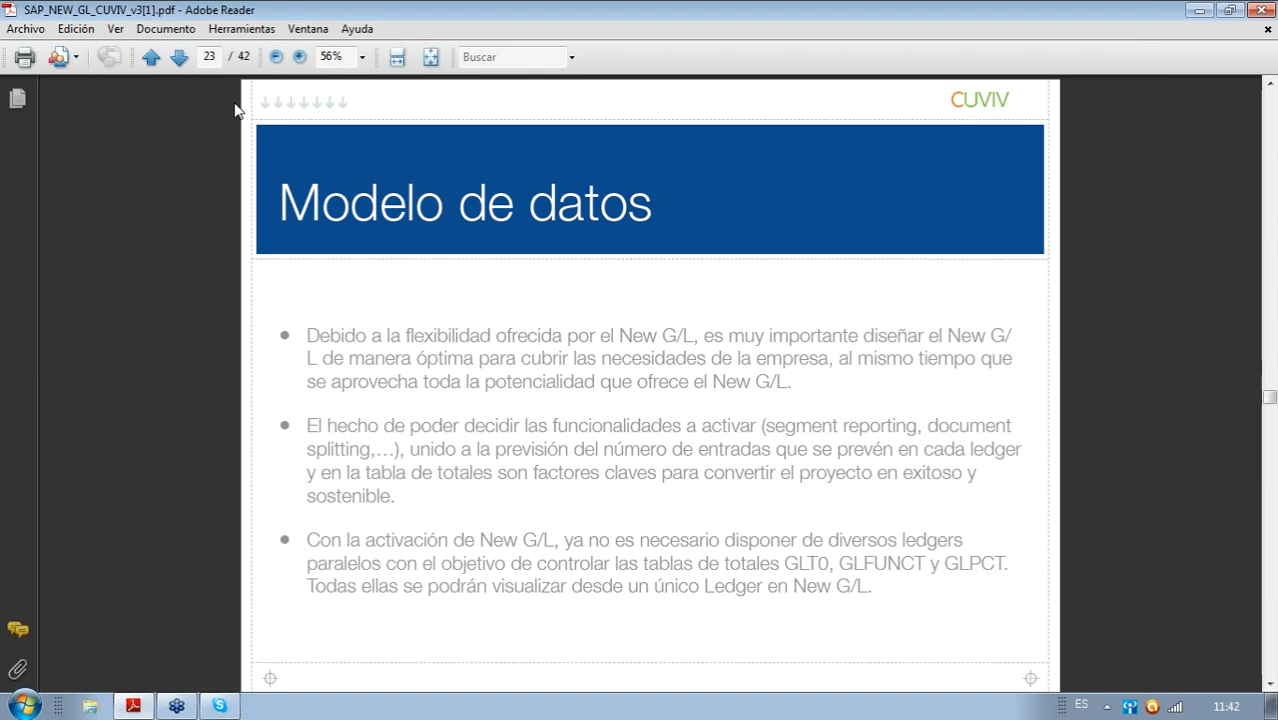 SAP_NEW_GL_CUVIV_v3[1].pdf - Adobe Reader
Archivo Edición Ver Documento Herramientas Ventana Ayuda
23 / 42 56% Buscar
CUVIV
Modelo de datos
• Debido a la flexibilidad ofrecida por el New G/L, es muy importante diseñar el New G/
L de manera óptima para cubrir las necesidades de la empresa, al mismo tiempo que
se aprovecha toda la potencialidad que ofrece el New G/L.
• El hecho de poder decidir las funcionalidades a activar (segment reporting, document
splitting,...), unido a la previsión del número de entradas que se prevén en cada ledger
y en la tabla de totales son factores claves para convertir el proyecto en exitoso y
sostenible.
• Con la activación de New G/L, ya no es necesario disponer de diversos ledgers
paralelos con el objetivo de controlar las tablas de totales GLT0, GLFUNCT y GLPCT.
Todas ellas se podrán visualizar desde un único Ledger en New G/L.
ES 11:42